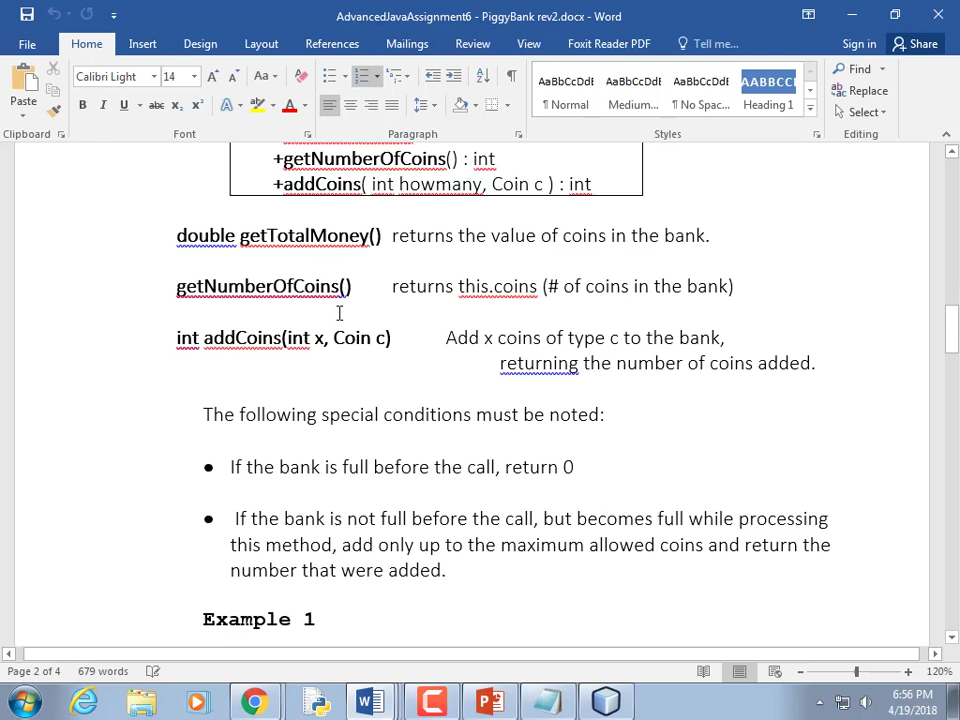 AdvancedJavaAssignment6 - PiggyBank rev2.docx - Word
File Home Insert Design Layout References Mailings Review View Foxit Reader PDF Tell me... Sign in Share
Paste
Calibri Light 14 Aa
B I U abc x₂ x² A A
AaBbCcDdE AaBbCcDdE AaBbCcDdE AABBCCI
¶ Normal Medium... ¶ No Spac... Heading 1
Find
Replace
Select
Clipboard Font Paragraph Styles Editing
+getNumberOfCoins() : int
+addCoins( int howmany, Coin c ) : int
double getTotalMoney() returns the value of coins in the bank.
getNumberOfCoins() returns this.coins (# of coins in the bank)
int addCoins(int x, Coin c) Add x coins of type c to the bank,
returning the number of coins added.
The following special conditions must be noted:
● If the bank is full before the call, return 0
● If the bank is not full before the call, but becomes full while processing
this method, add only up to the maximum allowed coins and return the
number that were added.
Example 1
Page 2 of 4 679 words 120%
6:56 PM
4/19/2018